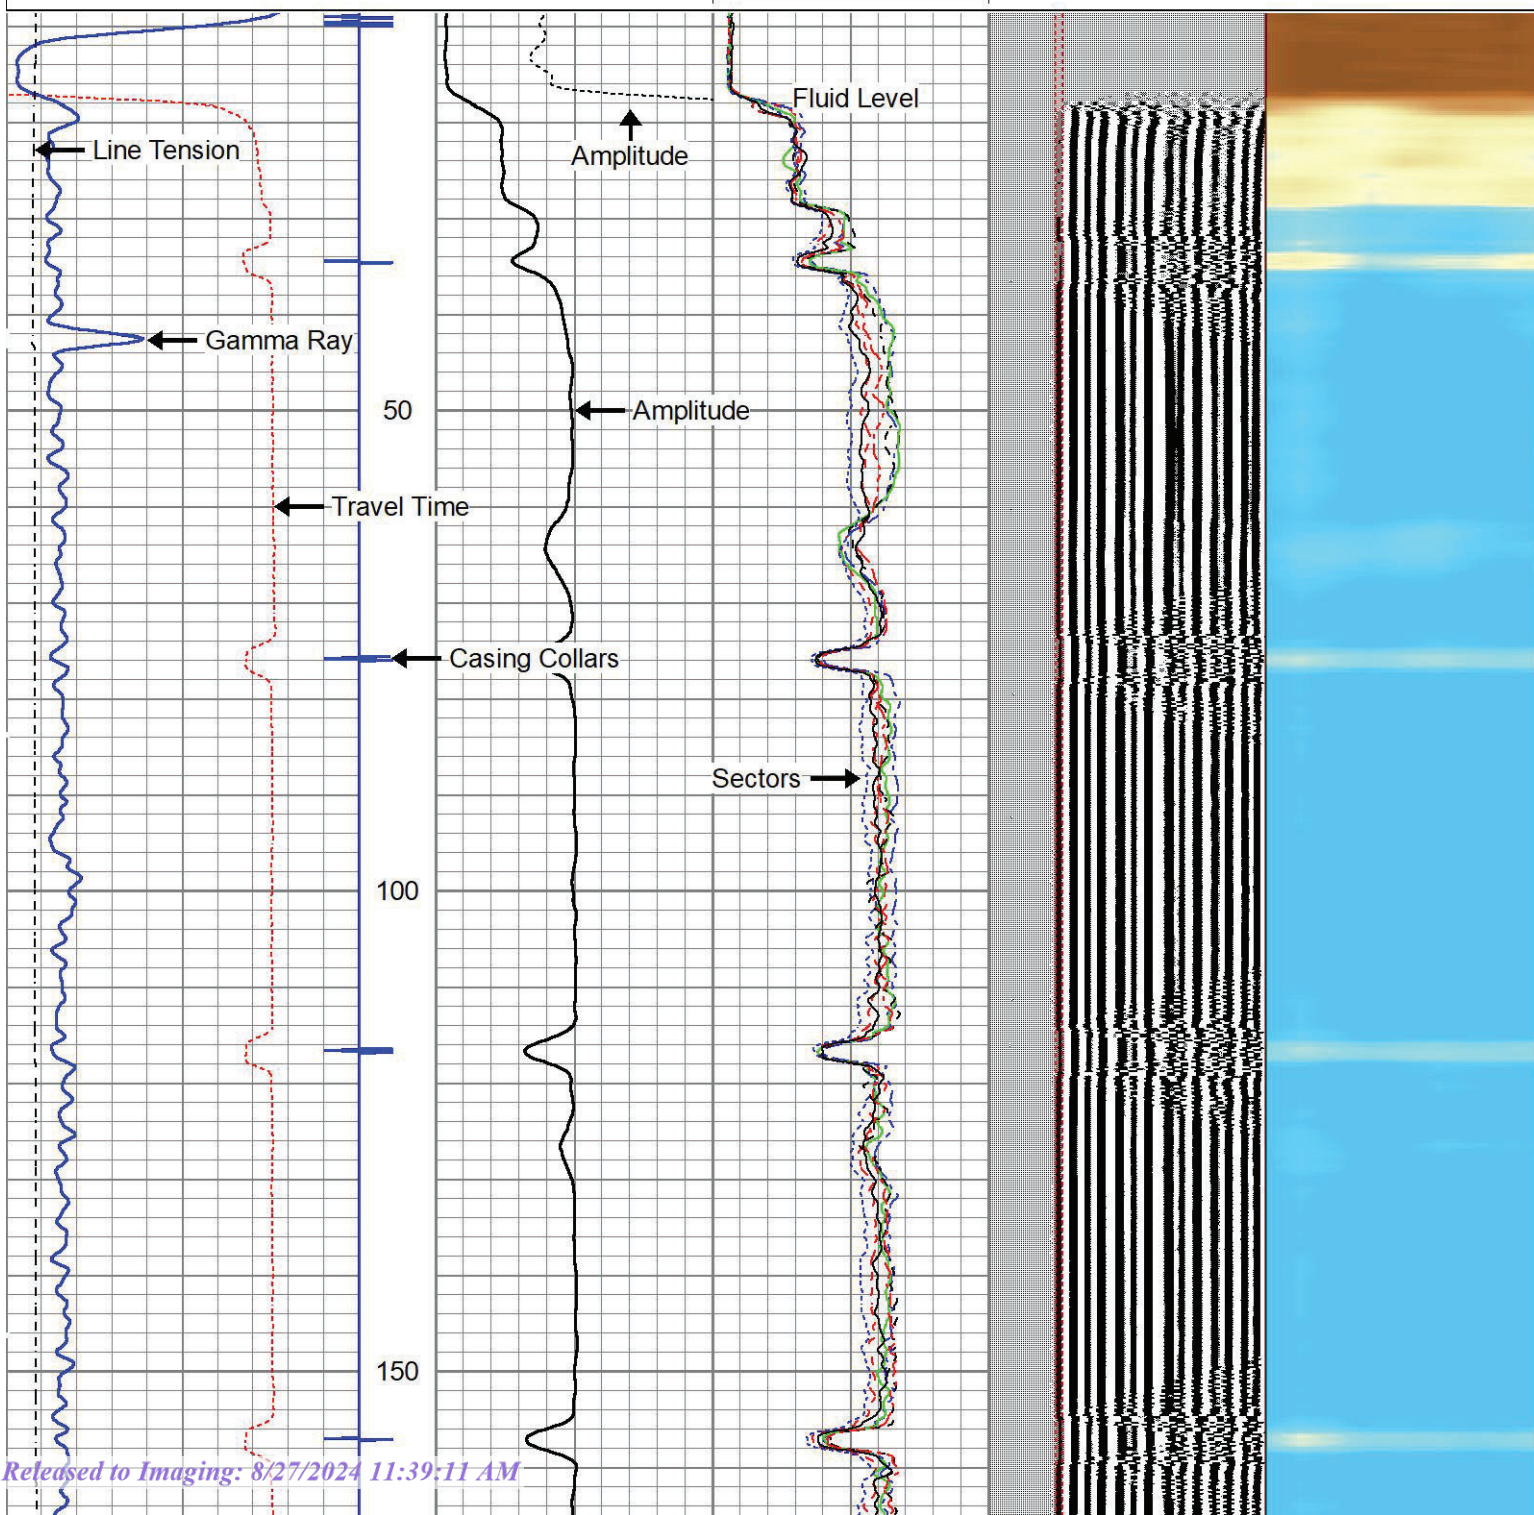 Fluid Level
Line Tension
Amplitude
Gamma Ray
50
Amplitude
Travel Time
Casing Collars
Sectors
100
150
Released to Imaging: 8/27/2024 11:39:11 AM